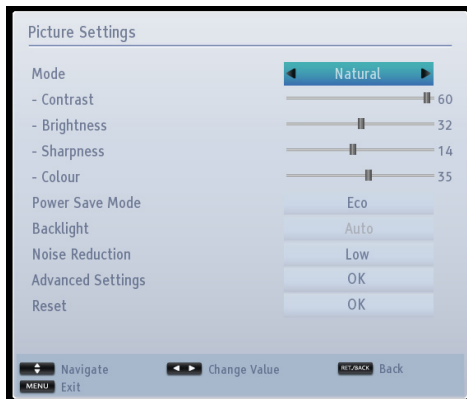 Picture Settings
Mode Natural
- Contrast 60
- Brightness 32
- Sharpness 14
- Colour 35
Power Save Mode Eco
Backlight Auto
Noise Reduction Low
Advanced Settings OK
Reset OK
Navigate Change Value RET./BACK Back
MENU Exit